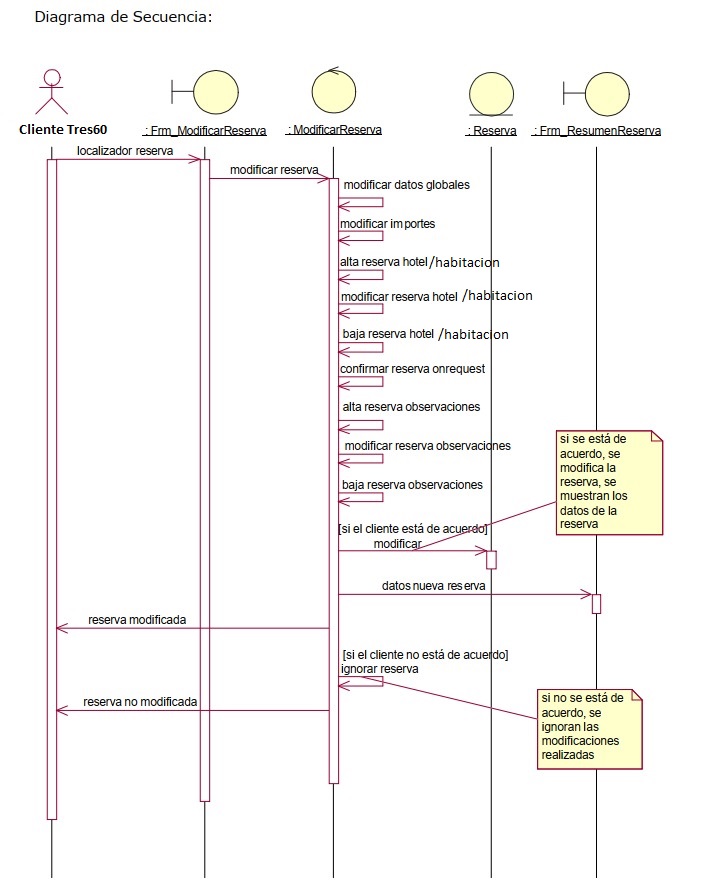 Diagrama de Secuencia:
Cliente Tres60
: Frm_ModificarReserva
: ModificarReserva
: Reserva
: Frm_ResumenReserva
localizador reserva
modificar reserva
modificar datos globales
modificar importes
alta reserva hotel/habitacion
modificar reserva hotel /habitacion
baja reserva hotel /habitacion
confirmar reserva onrequest
alta reserva observaciones
modificar reserva observaciones
baja reserva observaciones
si se está de
acuerdo, se
modifica la
reserva, se
muestran los
datos de la
reserva
[si el cliente está de acuerdo]
modificar
datos nueva reserva
reserva modificada
[si el cliente no está de acuerdo]
ignorar reserva
reserva no modificada
si no se está de
acuerdo, se
ignoran las
modificaciones
realizadas